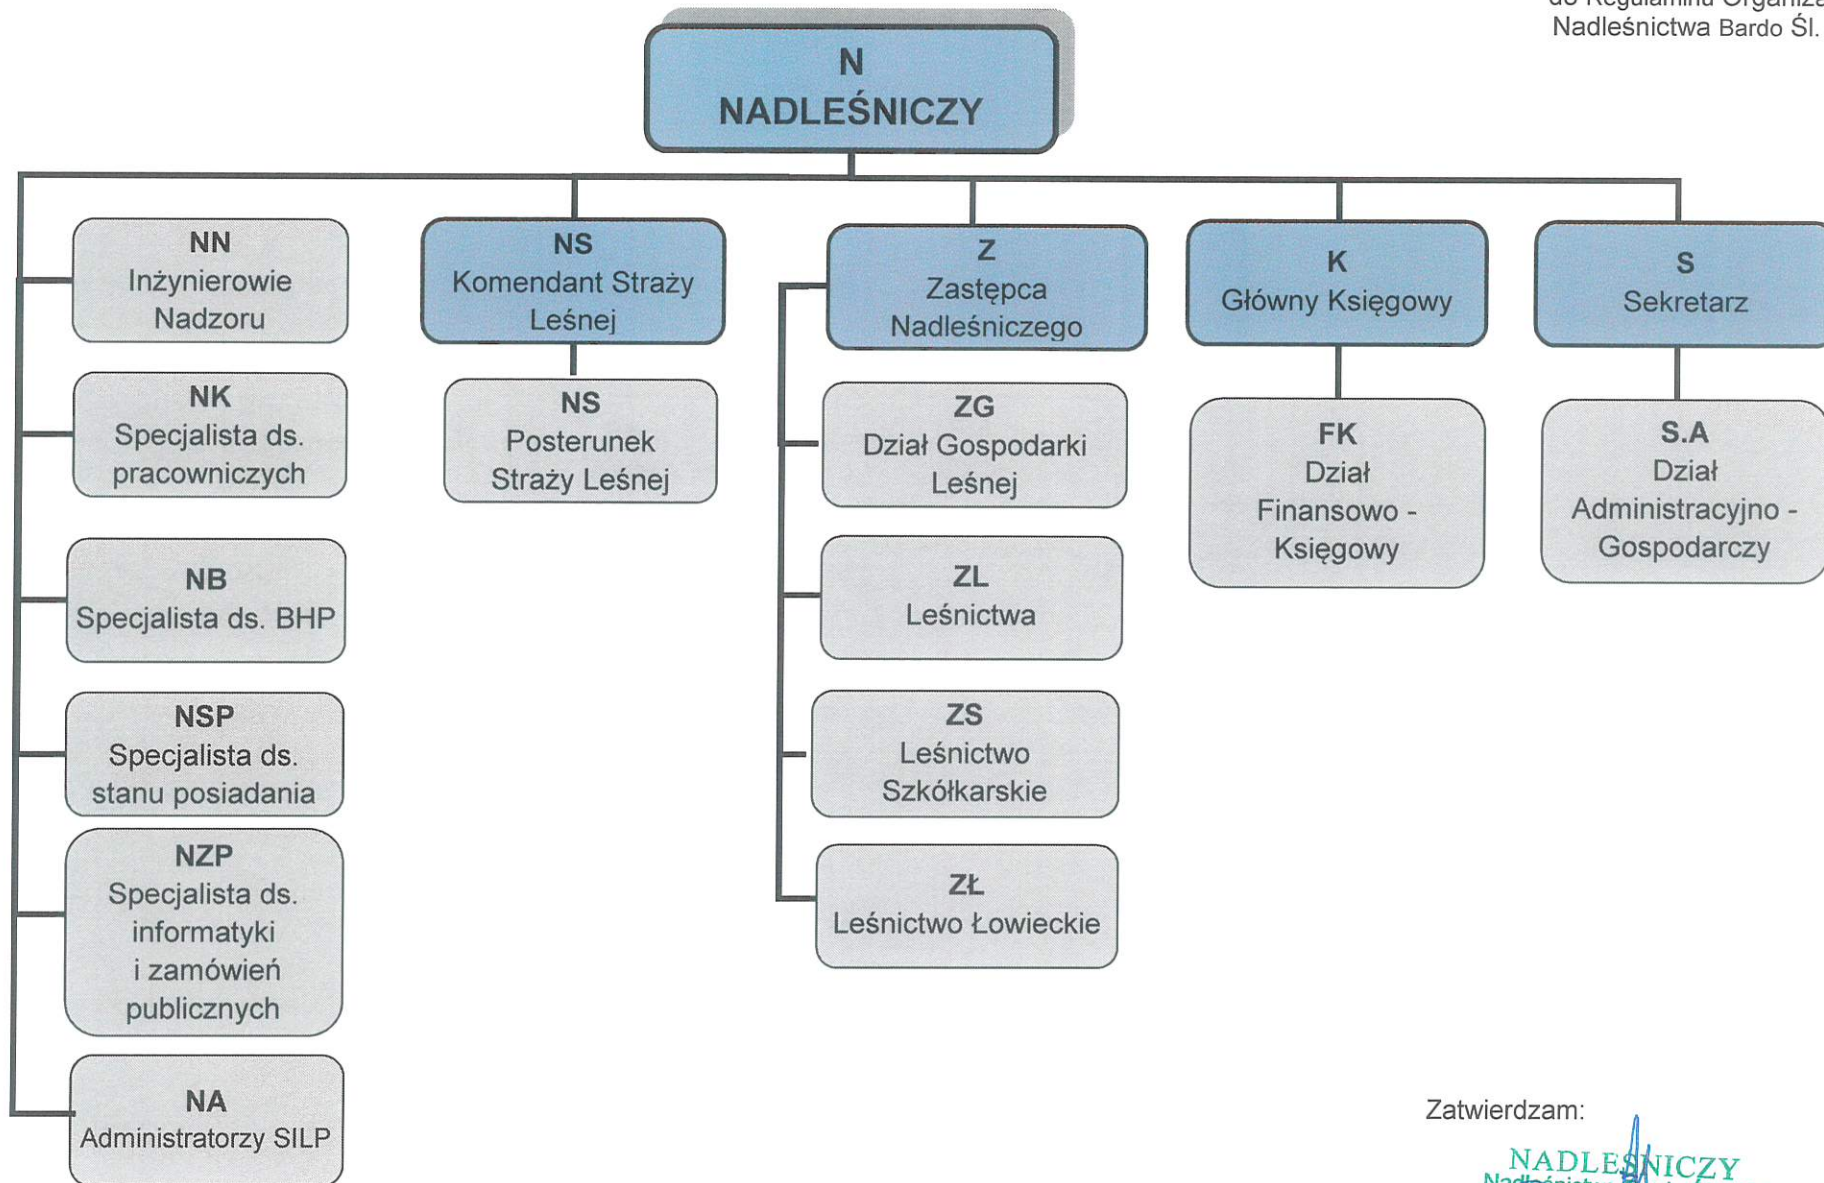 do Regulaminu
Nadleśnictwa Bardo Śl.
N
NADLEŚNICZY
NN
Inżynierowie
Nadzoru
NK
Specjalista ds.
pracowniczych
NB
Specjalista ds. BHP
NSP
Specjalista ds.
stanu posiadania
NZP
Specjalista ds.
informatyki
i zamówień
publicznych
NA
Administratorzy SILP
NS
Komendant Straży
Leśnej
NS
Posterunek
Straży Leśnej
Z
Zastępca
Nadleśniczego
ZG
Dział Gospodarki
Leśnej
ZL
Leśnictwa
ZS
Leśnictwo
Szkółkarskie
ZŁ
Leśnictwo Łowieckie
K
Główny Księgowy
FK
Dział
Finansowo -
Księgowy
S
Sekretarz
S.A
Dział
Administracyjno -
Gospodarczy
Zatwierdzam:
NADLEŚNICZY